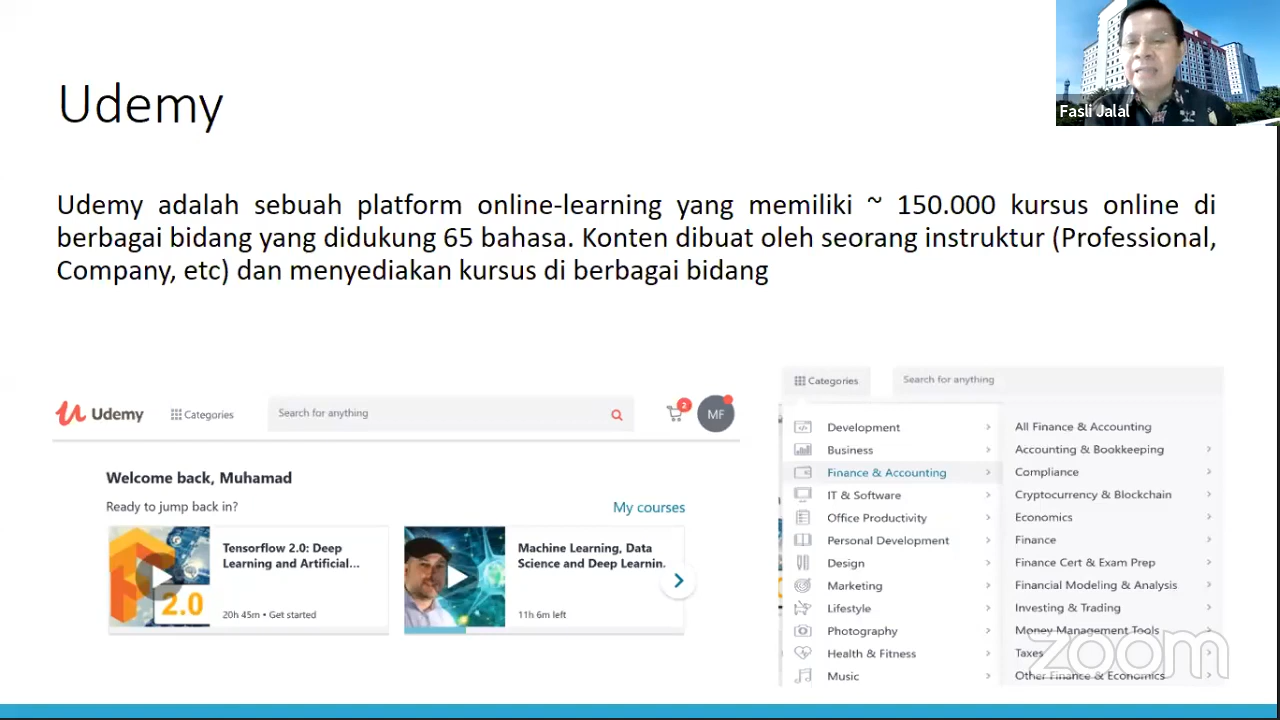 Fasli Jalal
Udemy
Udemy adalah sebuah platform online-learning yang memiliki ~ 150.000 kursus online di
berbagai bidang yang didukung 65 bahasa. Konten dibuat oleh seorang instruktur (Professional,
Company, etc) dan menyediakan kursus di berbagai bidang
Udemy
Categories
Search for anything
2
MF
Welcome back, Muhamad
Ready to jump back in?
My courses
Tensorflow 2.0: Deep
Learning and Artificial...
2.0
20h 45m • Get started
Machine Learning, Data
Science and Deep Learnin.
11h 6m left
Categories
Search for anything
Development
Business
Finance & Accounting
IT & Software
Office Productivity
Personal Development
Design
Marketing
Lifestyle
Photography
Health & Fitness
Music
All Finance & Accounting
Accounting & Bookkeeping
Compliance
Cryptocurrency & Blockchain
Economics
Finance
Finance Cert & Exam Prep
Financial Modeling & Analysis
Investing & Trading
Money Management Tools
Taxes
Other Finance & Economics
zoom